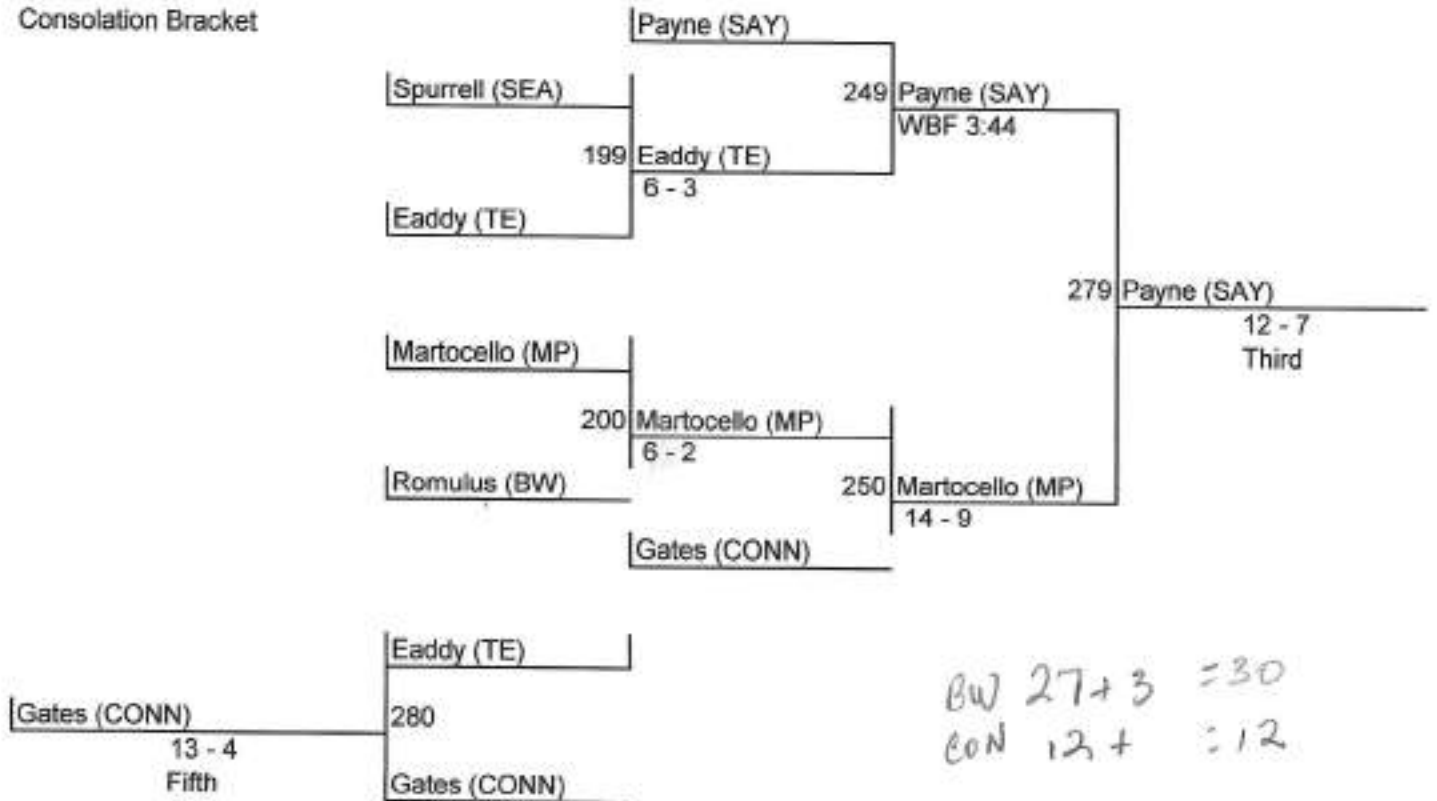 Consolation Bracket
Payne (SAY)
Spurrell (SEA)
249 Payne (SAY)
WBF 3:44
199 Eaddy (TE)
6 - 3
Eaddy (TE)
279 Payne (SAY)
12 - 7
Third
Martocello (MP)
200 Martocello (MP)
6 - 2
Romulus (BW)
250 Martocello (MP)
14 - 9
Gates (CONN)
Eaddy (TE)
Gates (CONN)
280
13 - 4
Fifth
Gates (CONN)
BW 27+3 =30
CON 12+ =12